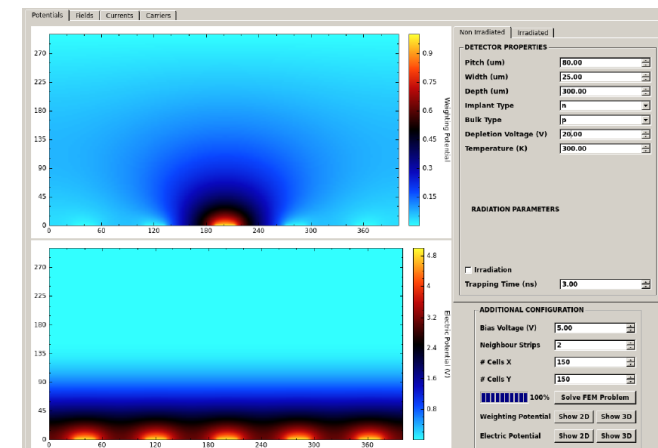 Potentials Fields Currents Carriers
270
225
180
135
90
45
0
0 60 120 180 240 300 360
0.9
0.75
0.6
0.45
0.3
0.15
Weighting Potential
270
225
180
135
90
45
0
0 60 120 180 240 300 360
4.8
4
3.2
2.4
1.6
0.8
Electric Potential (V)
Non Irradiated Irradiated
DETECTOR PROPERTIES
Pitch (um) 80.00
Width (um) 25.00
Depth (um) 300.00
Implant Type n
Bulk Type p
Depletion Voltage (V) 20.00
Temperature (K) 300.00
RADIATION PARAMETERS
Irradiation
Trapping Time (ns) 3.00
ADDITIONAL CONFIGURATION
Bias Voltage (V) 5.00
Neighbour Strips 2
# Cells X 150
# Cells Y 150
100% Solve FEM Problem
Weighting Potential Show 2D Show 3D
Electric Potential Show 2D Show 3D